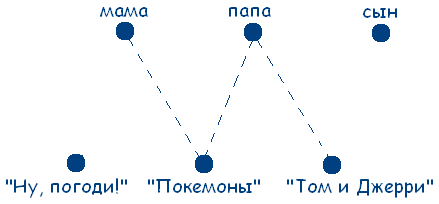 мама папа сын
"Ну, погоди!" "Покемоны" "Том и Джерри"